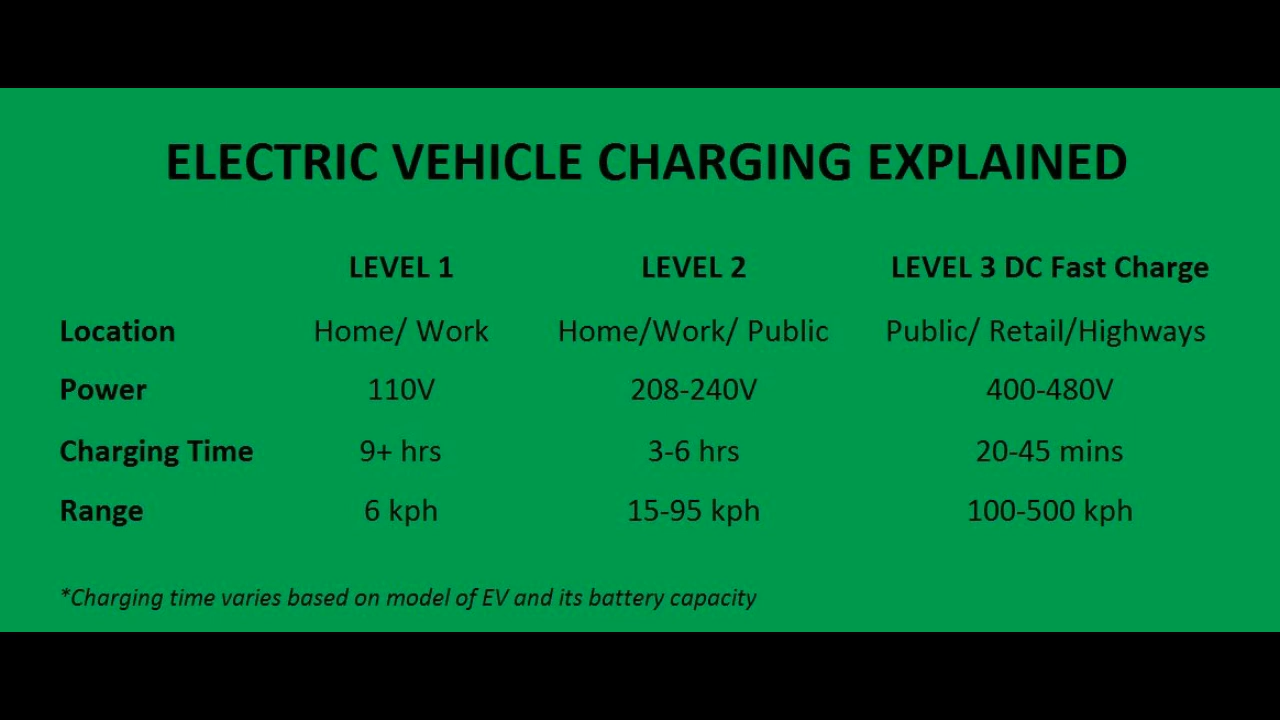 ELECTRIC VEHICLE CHARGING EXPLAINED
LEVEL 1 LEVEL 2 LEVEL 3 DC Fast Charge
Location Home/ Work Home/Work/ Public Public/ Retail/Highways
Power 110V 208-240V 400-480V
Charging Time 9+ hrs 3-6 hrs 20-45 mins
Range 6 kph 15-95 kph 100-500 kph
*Charging time varies based on model of EV and its battery capacity